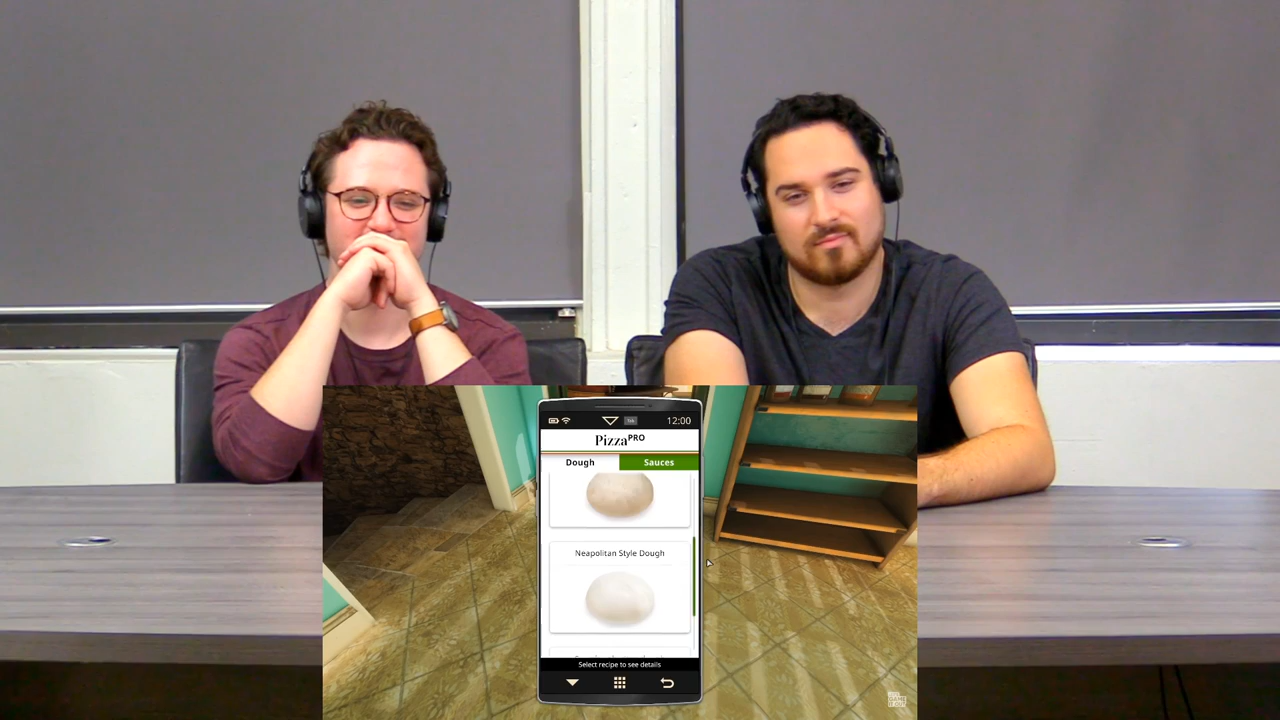 12:00
PizzaPRO
Dough
Sauces
Neapolitan Style Dough
Select recipe to see details